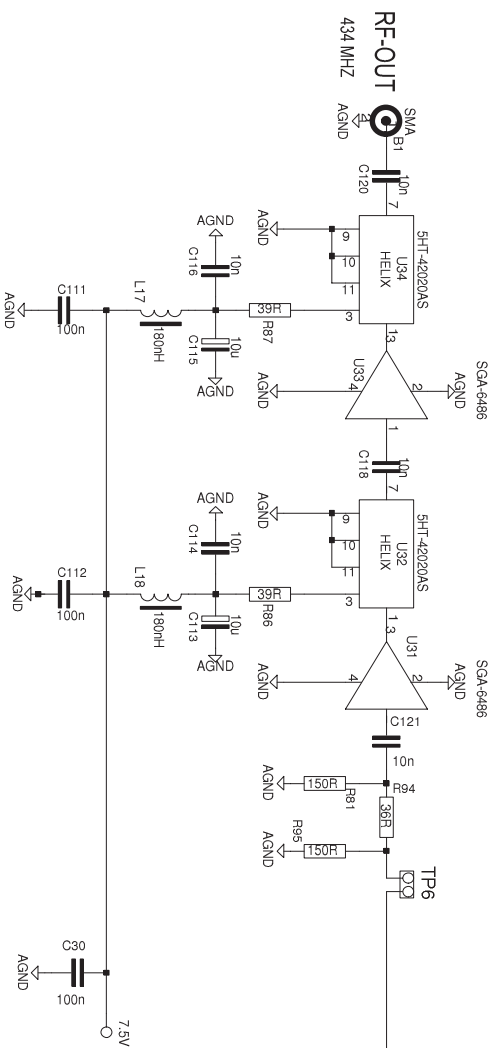 RF-OUT
434 MHZ
SMA
B1
2
1
AGND
10n
C120
7
5HT-42020AS
U34
HELIX
9
10
11
3
AGND
13
SGA-6486
U33
4
2
AGND
AGND
1
39R
R87
AGND
10n
C116
10u
C115
AGND
L17
180nH
C111
100n
AGND
10n
C118
7
5HT-42020AS
U32
HELIX
9
10
11
3
AGND
1 3
SGA-6486
U31
4
2
AGND
AGND
39R
R86
AGND
10n
C114
10u
C113
AGND
L18
180nH
C112
100n
AGND
C121
10n
R94
36R
150R
R81
AGND
R95
150R
AGND
TP6
C30
100n
AGND
7.5V